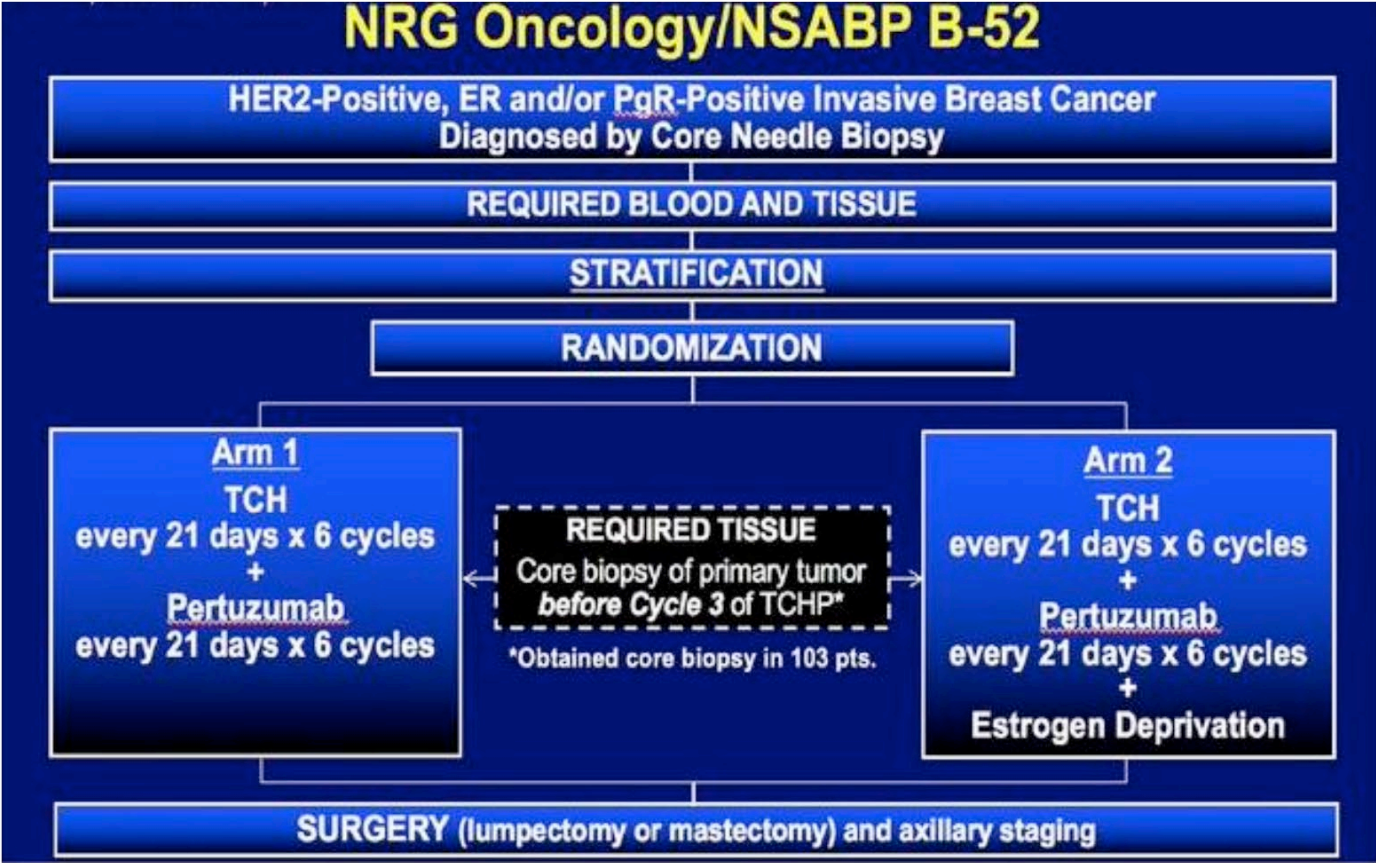 NRG Oncology/NSABP B-52
HER2-Positive, ER and/or PgR-Positive Invasive Breast Cancer
Diagnosed by Core Needle Biopsy
REQUIRED BLOOD AND TISSUE
STRATIFICATION
RANDOMIZATION
Arm 1
TCH
every 21 days x 6 cycles
+
Pertuzumab
every 21 days x 6 cycles
REQUIRED TISSUE
Core biopsy of primary tumor
before Cycle 3 of TCHP*
*Obtained core biopsy in 103 pts.
Arm 2
TCH
every 21 days x 6 cycles
+
Pertuzumab
every 21 days x 6 cycles
+
Estrogen Deprivation
SURGERY (lumpectomy or mastectomy) and axillary staging